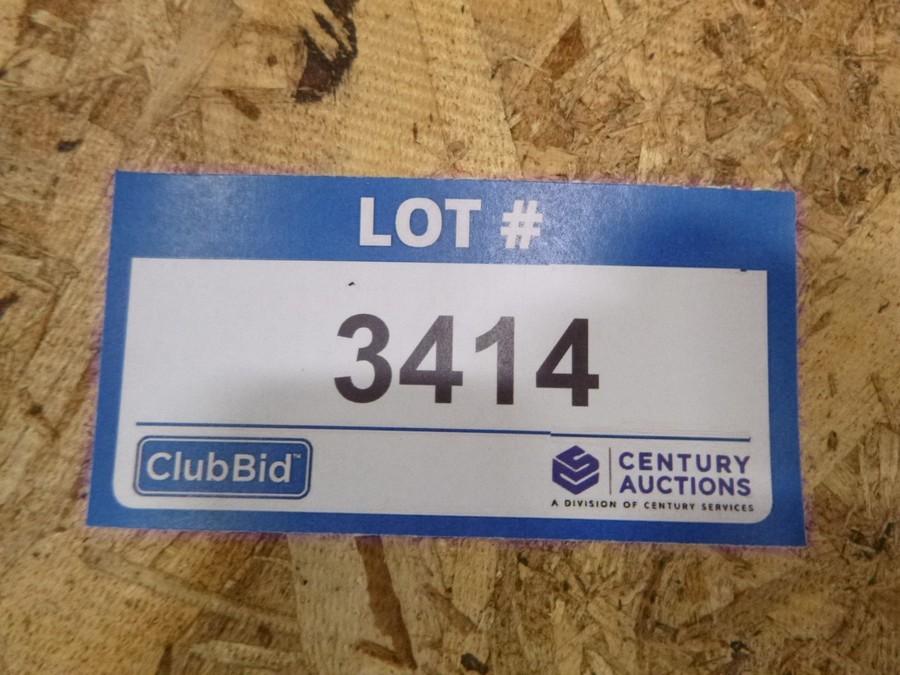 LOT #
3414
ClubBid™
CENTURY
AUCTIONS
A DIVISION OF CENTURY SERVICES